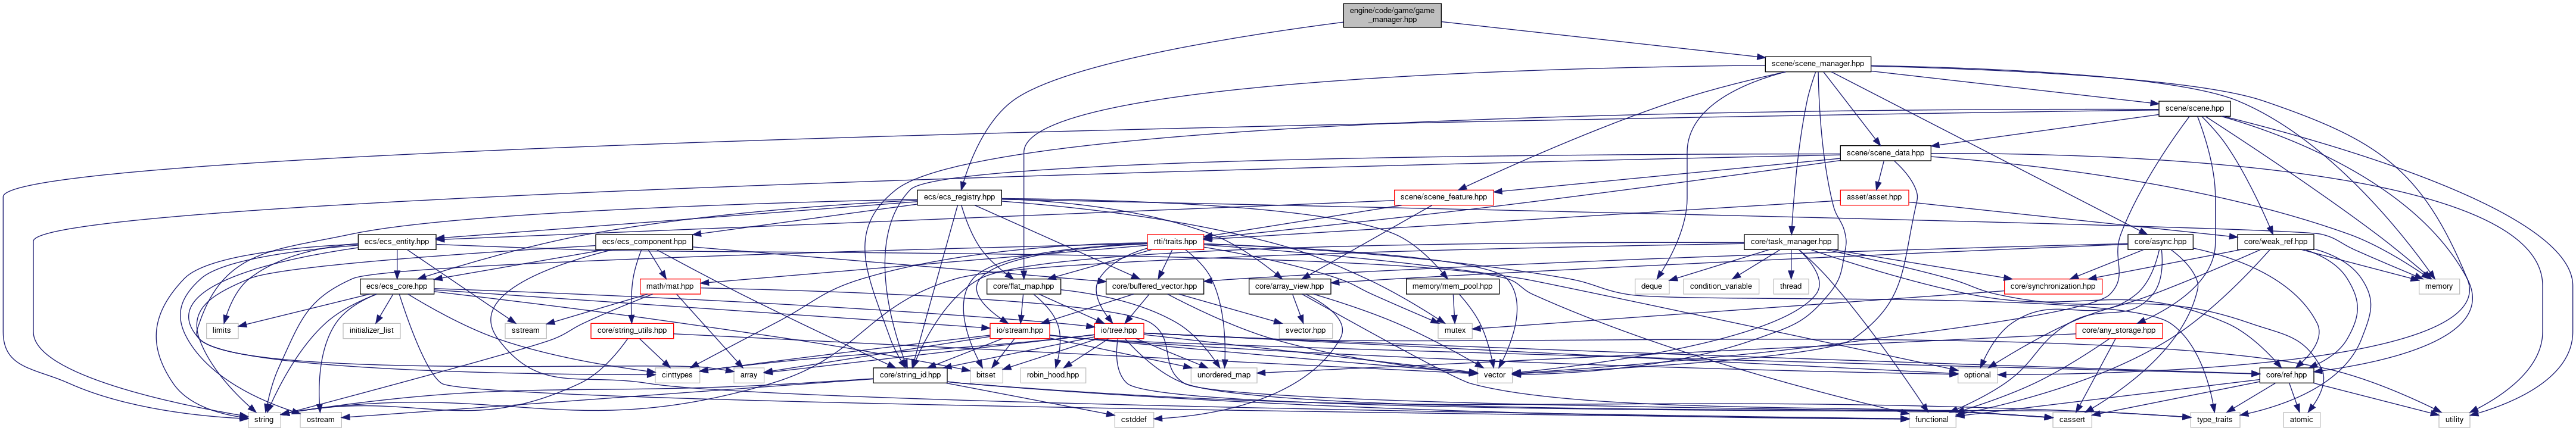 engine/code/game/game
_manager.hpp
scene/scene_manager.hpp
scene/scene.hpp
scene/scene_data.hpp
ecs/ecs_registry.hpp
scene/scene_feature.hpp
asset/asset.hpp
ecs/ecs_entity.hpp
ecs/ecs_component.hpp
rtti/traits.hpp
core/task_manager.hpp
core/async.hpp
core/weak_ref.hpp
ecs/ecs_core.hpp
math/mat.hpp
core/flat_map.hpp
core/buffered_vector.hpp
core/array_view.hpp
memory/mem_pool.hpp
deque
condition_variable
thread
core/synchronization.hpp
memory
limits
initializer_list
sstream
core/string_utils.hpp
io/stream.hpp
io/tree.hpp
svector.hpp
mutex
core/any_storage.hpp
cinttypes
array
core/string_id.hpp
bitset
robin_hood.hpp
unordered_map
vector
optional
core/ref.hpp
string
ostream
cstddef
functional
cassert
type_traits
atomic
utility